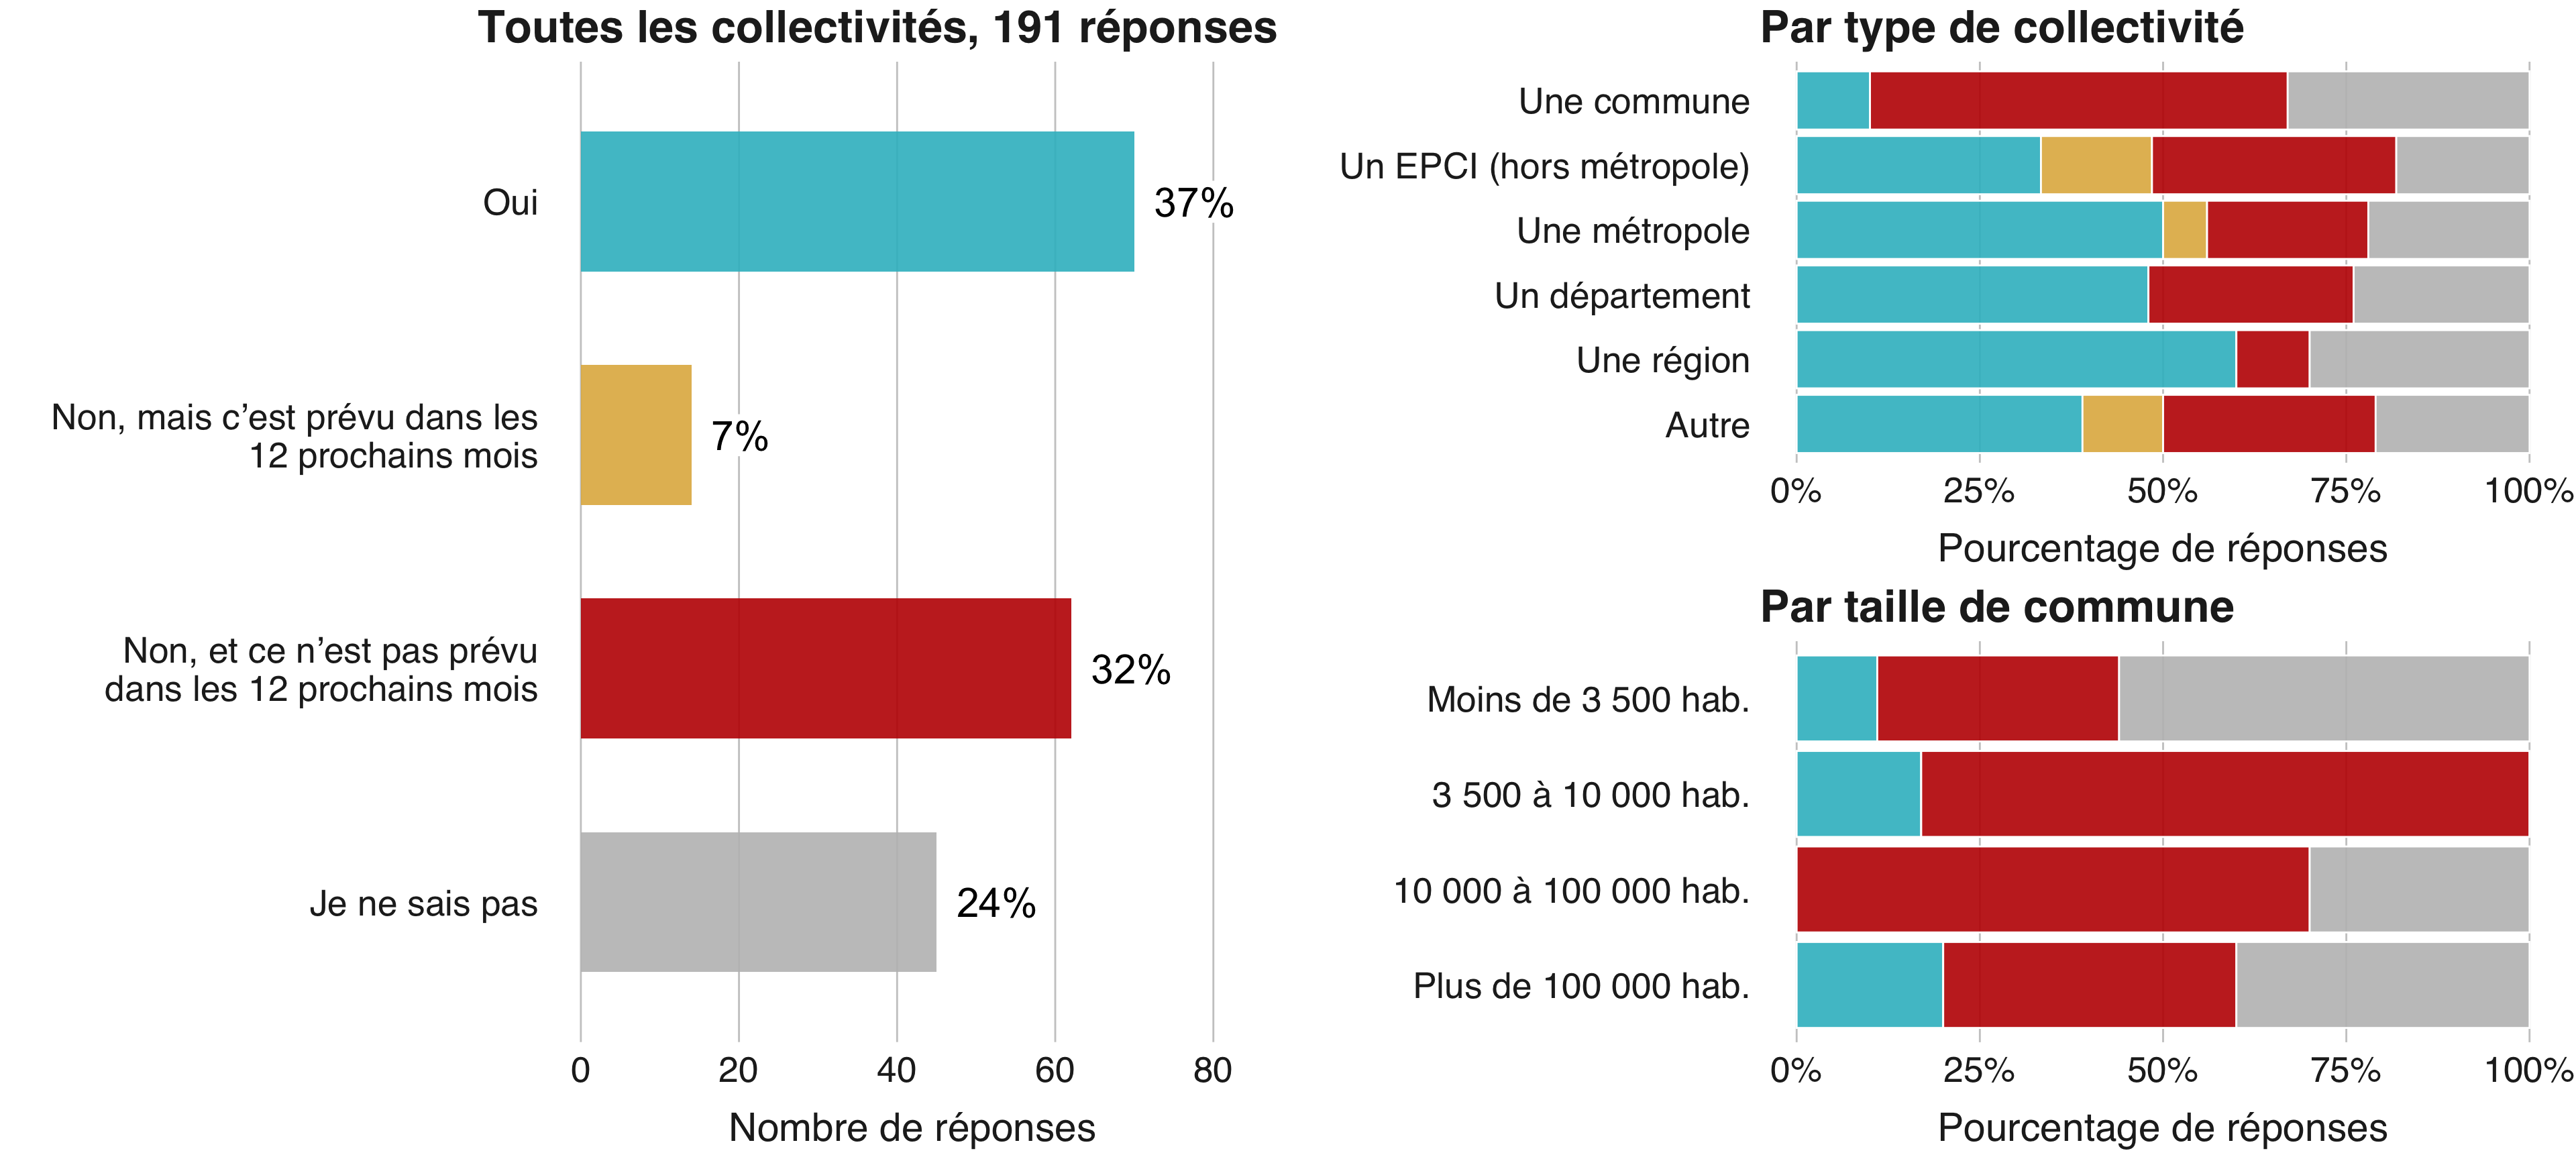 Toutes les collectivités, 191 réponses
Oui
37%
Non, mais c’est prévu dans les
12 prochains mois
7%
Non, et ce n’est pas prévu
dans les 12 prochains mois
32%
Je ne sais pas
24%
0 20 40 60 80
Nombre de réponses
Par type de collectivité
Une commune
Un EPCI (hors métropole)
Une métropole
Un département
Une région
Autre
0% 25% 50% 75% 100%
Pourcentage de réponses
Par taille de commune
Moins de 3 500 hab.
3 500 à 10 000 hab.
10 000 à 100 000 hab.
Plus de 100 000 hab.
0% 25% 50% 75% 100%
Pourcentage de réponses